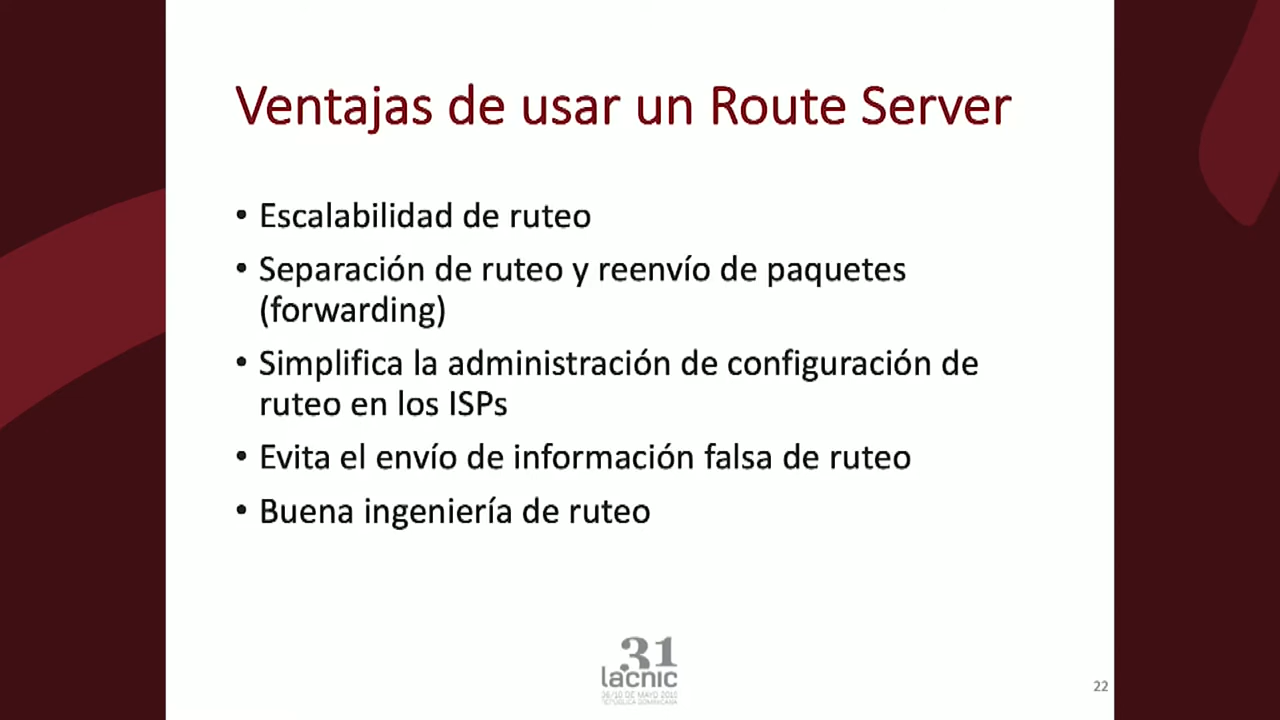 Ventajas de usar un Route Server
• Escalabilidad de ruteo
• Separación de ruteo y reenvío de paquetes
(forwarding)
• Simplifica la administración de configuración de
ruteo en los ISPs
• Evita el envío de información falsa de ruteo
• Buena ingeniería de ruteo
31
lacnic
REPÚBLICA DOMINICANA
22